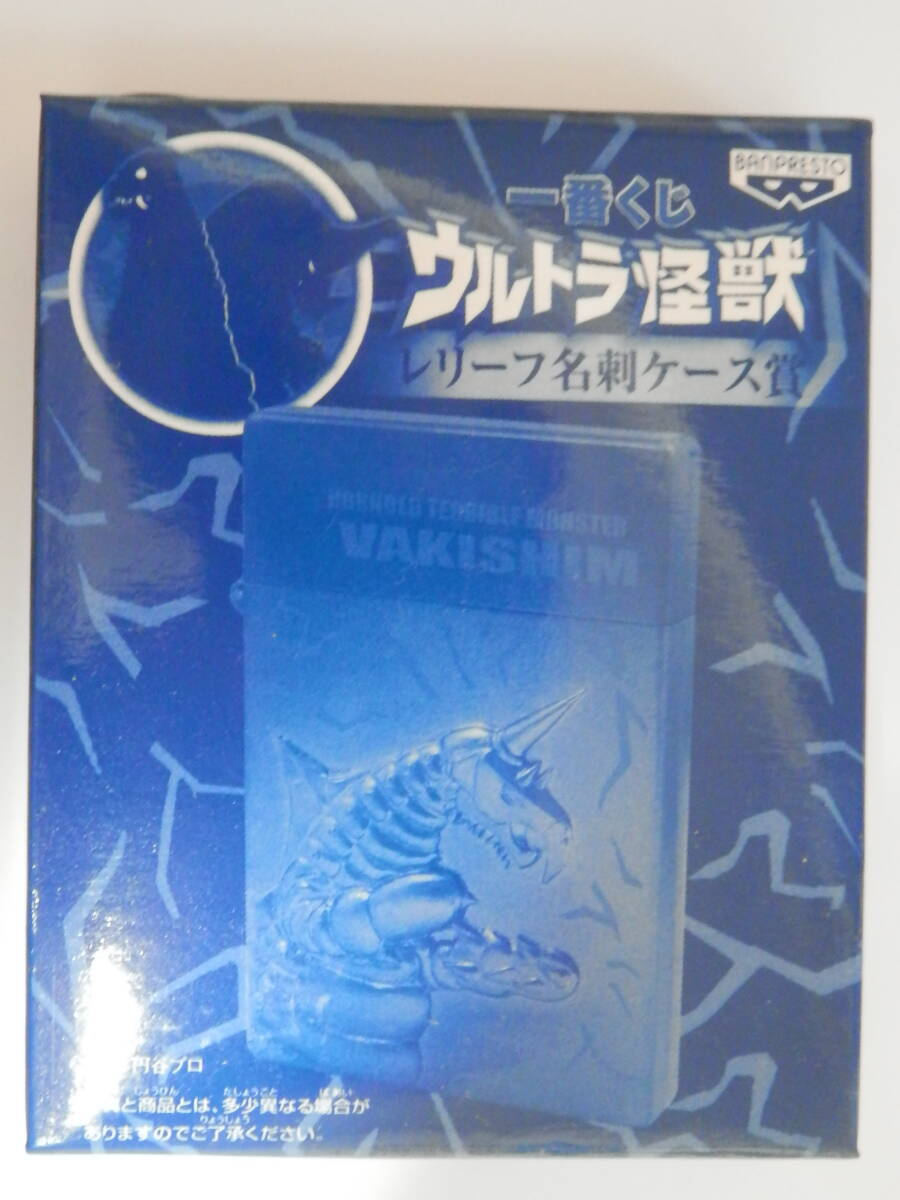 BANPRESTO
一番くじ
ウルトラ怪獣
レリーフ名刺ケース賞
TERRIBLE MONSTER
VAKISHIM
円谷プロ
じょうひん たしょうこと ばあい
と商品とは、多少異なる場合が
りょうしょう
ありますのでご了承ください。